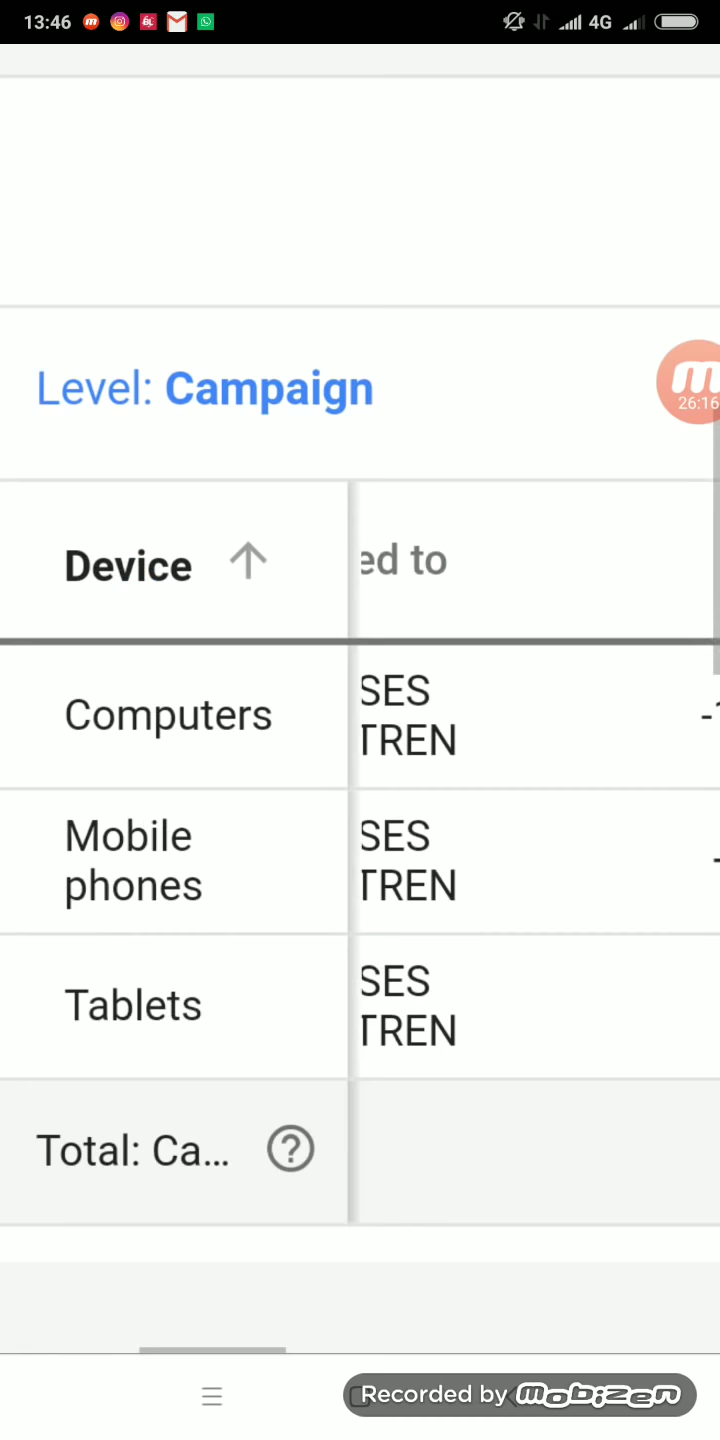 13:46 4G
Level: Campaign
26:16
Device ed to
Computers
SES
TREN
Mobile
phones
SES
TREN
Tablets
SES
TREN
Total: Ca...
Recorded by mobizen